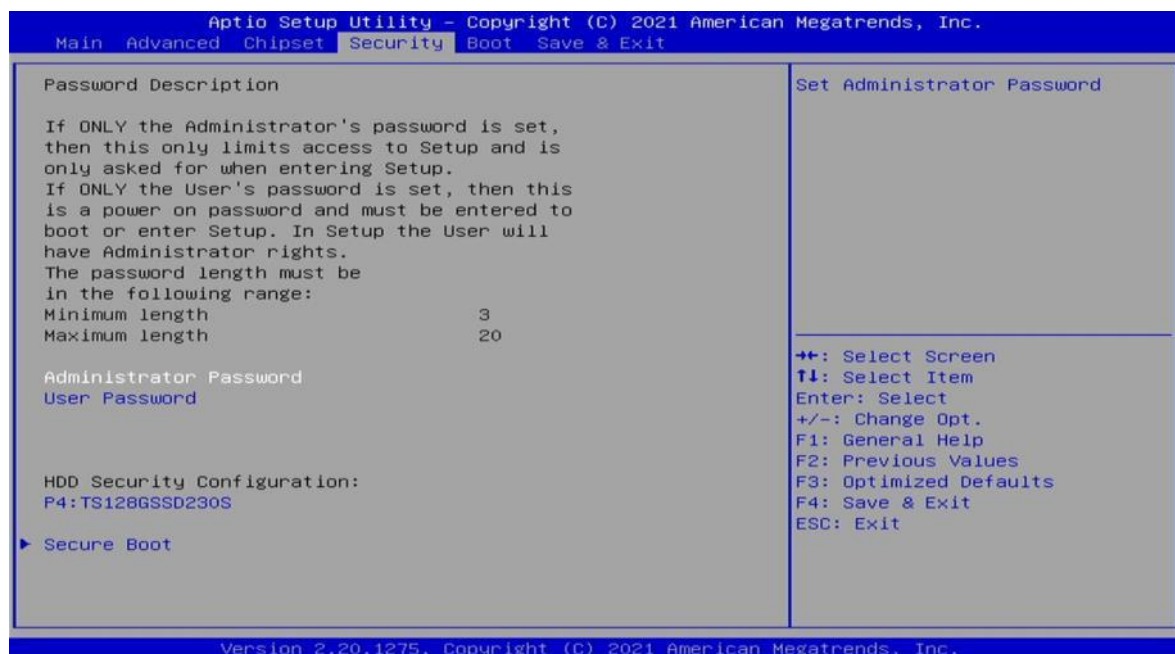 Aptio Setup Utility – Copyright (C) 2021 American Megatrends, Inc.
Main Advanced Chipset Security Boot Save & Exit
Password Description
If ONLY the Administrator's password is set,
then this only limits access to Setup and is
only asked for when entering Setup.
If ONLY the User's password is set, then this
is a power on password and must be entered to
boot or enter Setup. In Setup the User will
have Administrator rights.
The password length must be
in the following range:
Minimum length 3
Maximum length 20
Administrator Password
User Password
HDD Security Configuration:
P4:TS128GSSD230S
► Secure Boot
Set Administrator Password
→←: Select Screen
↑↓: Select Item
Enter: Select
+/-: Change Opt.
F1: General Help
F2: Previous Values
F3: Optimized Defaults
F4: Save & Exit
ESC: Exit
Version 2.20.1275. Copyright (C) 2021 American Megatrends, Inc.